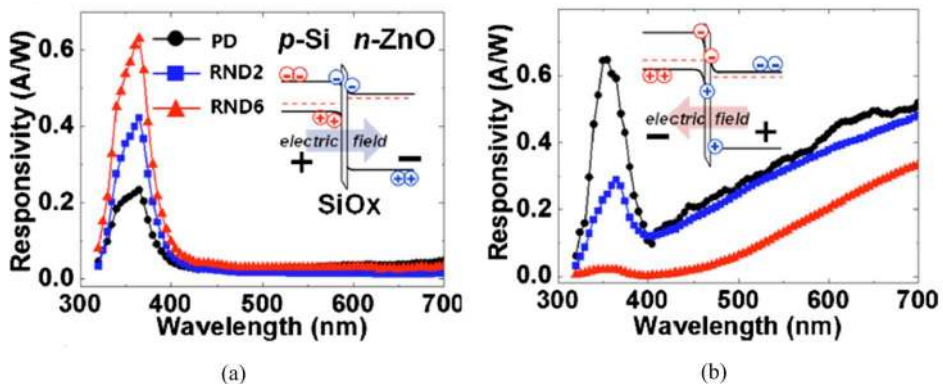 (a)
0.6
0.4
0.2
0.0
Responsivity (A/W)
PD
RND2
RND6
p-Si n-ZnO
electric field
+ −
SiOx
300 400 500 600 700
Wavelength (nm)
(a)
(b)
0.6
0.4
0.2
0.0
Responsivity (A/W)
electric field
− +
300 400 500 600 700
Wavelength (nm)
(b)